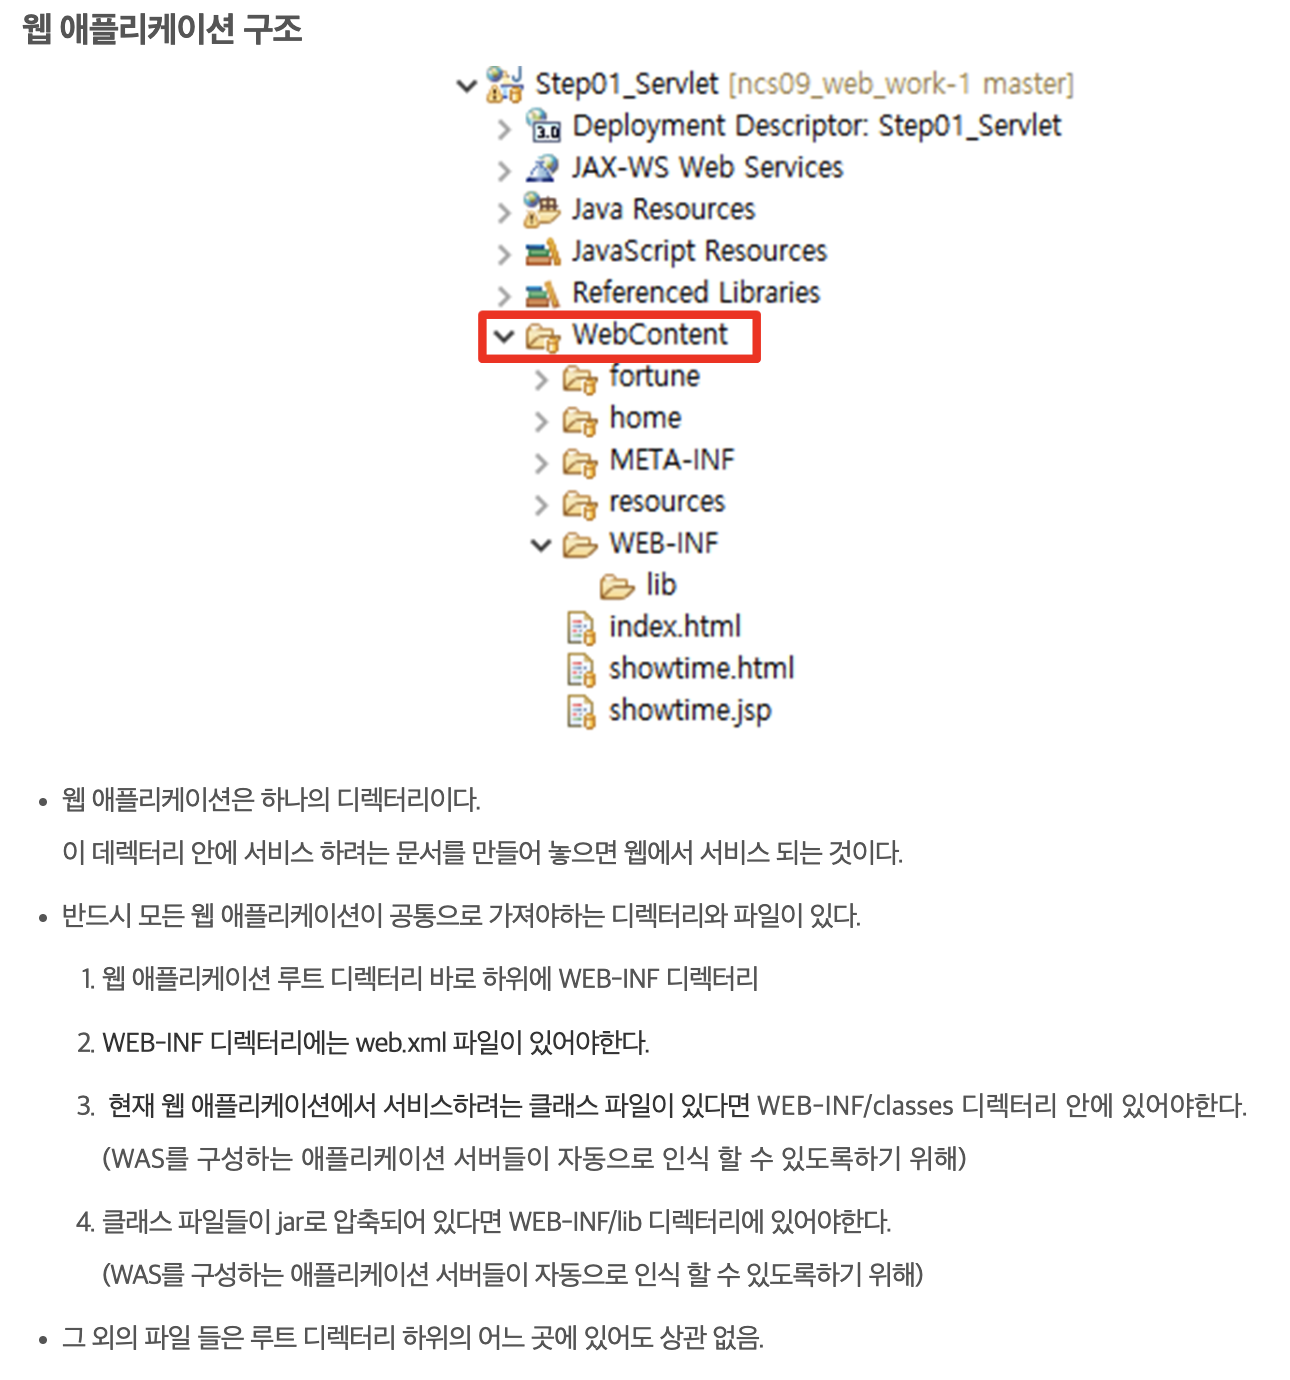 웹 애플리케이션 구조
Step01_Servlet [ncs09_web_work-1 master]
3.0 Deployment Descriptor: Step01_Servlet
JAX-WS Web Services
Java Resources
JavaScript Resources
Referenced Libraries
WebContent
fortune
home
META-INF
resources
WEB-INF
lib
index.html
showtime.html
showtime.jsp
• 웹 애플리케이션은 하나의 디렉터리이다.
이 데렉터리 안에 서비스 하려는 문서를 만들어 놓으면 웹에서 서비스 되는 것이다.
• 반드시 모든 웹 애플리케이션이 공통으로 가져야하는 디렉터리와 파일이 있다.
1. 웹 애플리케이션 루트 디렉터리 바로 하위에 WEB-INF 디렉터리
2. WEB-INF 디렉터리에는 web.xml 파일이 있어야한다.
3. 현재 웹 애플리케이션에서 서비스하려는 클래스 파일이 있다면 WEB-INF/classes 디렉터리 안에 있어야한다.
(WAS를 구성하는 애플리케이션 서버들이 자동으로 인식 할 수 있도록하기 위해)
4. 클래스 파일들이 jar로 압축되어 있다면 WEB-INF/lib 디렉터리에 있어야한다.
(WAS를 구성하는 애플리케이션 서버들이 자동으로 인식 할 수 있도록하기 위해)
• 그 외의 파일 들은 루트 디렉터리 하위의 어느 곳에 있어도 상관 없음.